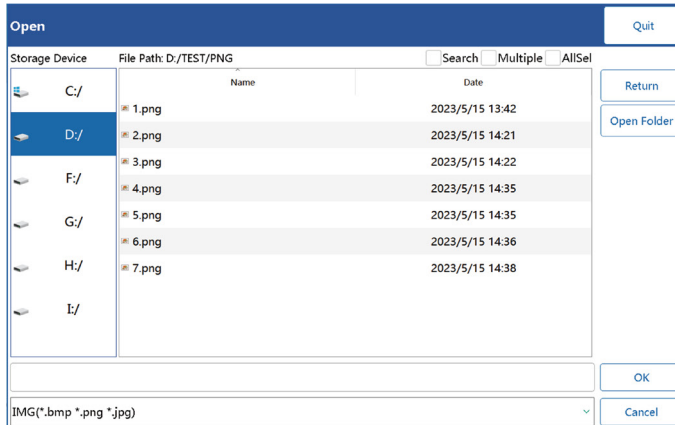 Open
Quit
Storage Device
File Path: D:/TEST/PNG
Search
Multiple
AllSel
C:/
D:/
F:/
G:/
H:/
I:/
Name Date
1.png 2023/5/15 13:42
2.png 2023/5/15 14:21
3.png 2023/5/15 14:22
4.png 2023/5/15 14:35
5.png 2023/5/15 14:35
6.png 2023/5/15 14:36
7.png 2023/5/15 14:38
Return
Open Folder
OK
IMG(*.bmp *.png *.jpg)
Cancel